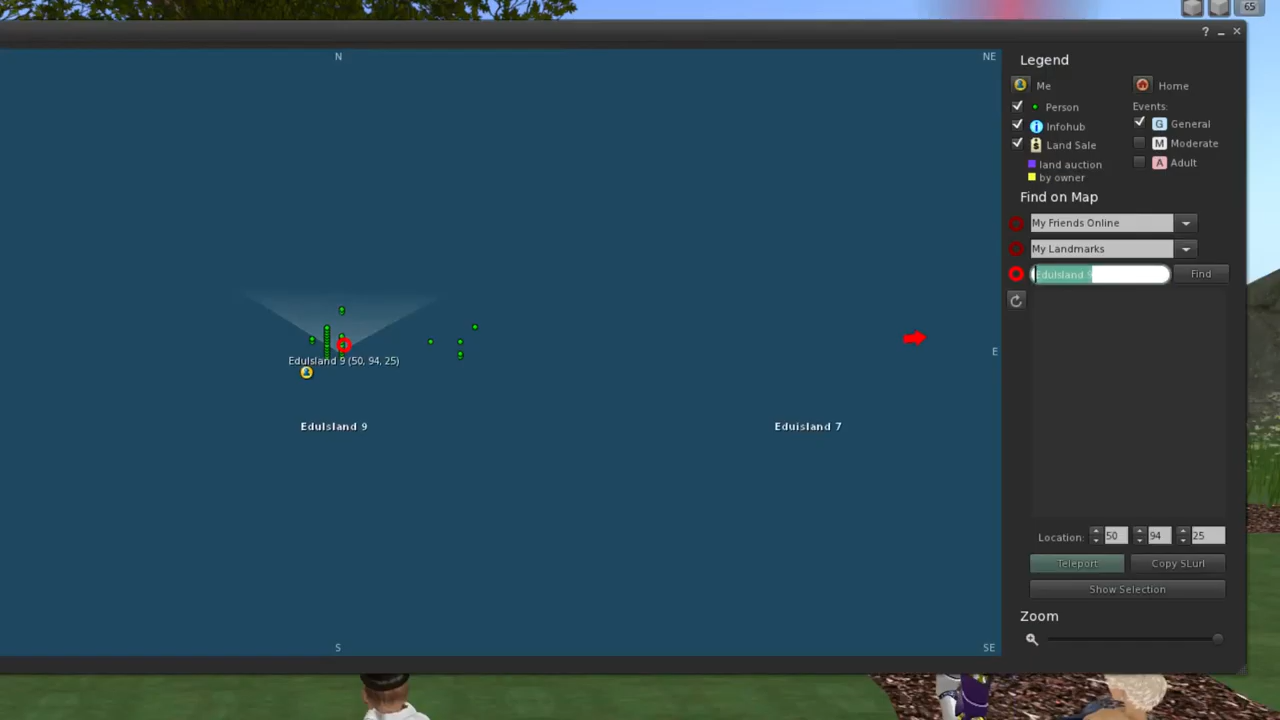 65
?
N
NE
Legend
Me
Home
Person
Events:
Infohub
G General
Land Sale
M Moderate
land auction
A Adult
by owner
Find on Map
My Friends Online
My Landmarks
EduIsland 9
Find
EduIsland 9 (50, 94, 25)
E
EduIsland 9
Eduisland 7
Location: 50 94 25
Teleport
Copy SLurl
Show Selection
Zoom
S
SE